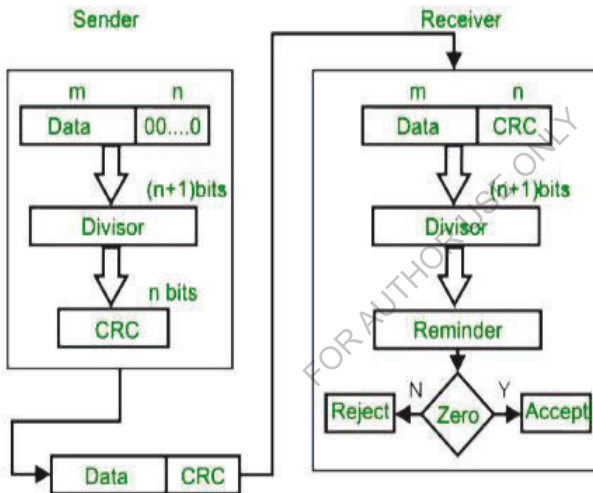 Sender
m n
Data 00....0
(n+1)bits
Divisor
n bits
CRC
Data CRC
Receiver
m n
Data CRC
(n+1)bits
Divisor
Reminder
N Y
Reject Zero Accept
FOR AUTHOR USE ONLY